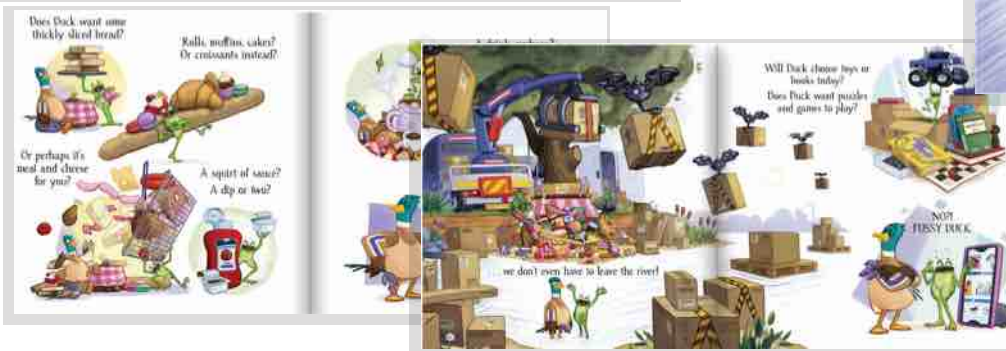 Does Duck want some
thickly sliced bread?
Rolls, muffins, cakes?
Or croissants instead?
Or perhaps it's
meal and cheese
for you?
A squirt of sauce?
A dip or two?
we don't even have to leave the river!
Will Duck choose toys or
books today?
Does Duck want puzzles
and games to play?
NO?!
FUSSY DUCK